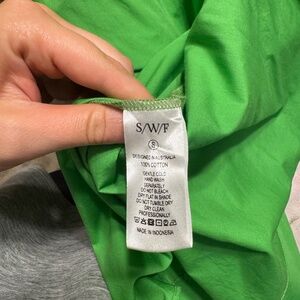 S/W/F
S
DESIGNED IN AUSTRALIA
100% COTTON
GENTLE COLD
HAND WASH
SEPARATELY
DO NOT BLEACH
DRY FLAT IN SHADE
DO NOT TUMBLE DRY
DRY CLEAN
PROFESSIONALLY
MADE IN INDONESIA